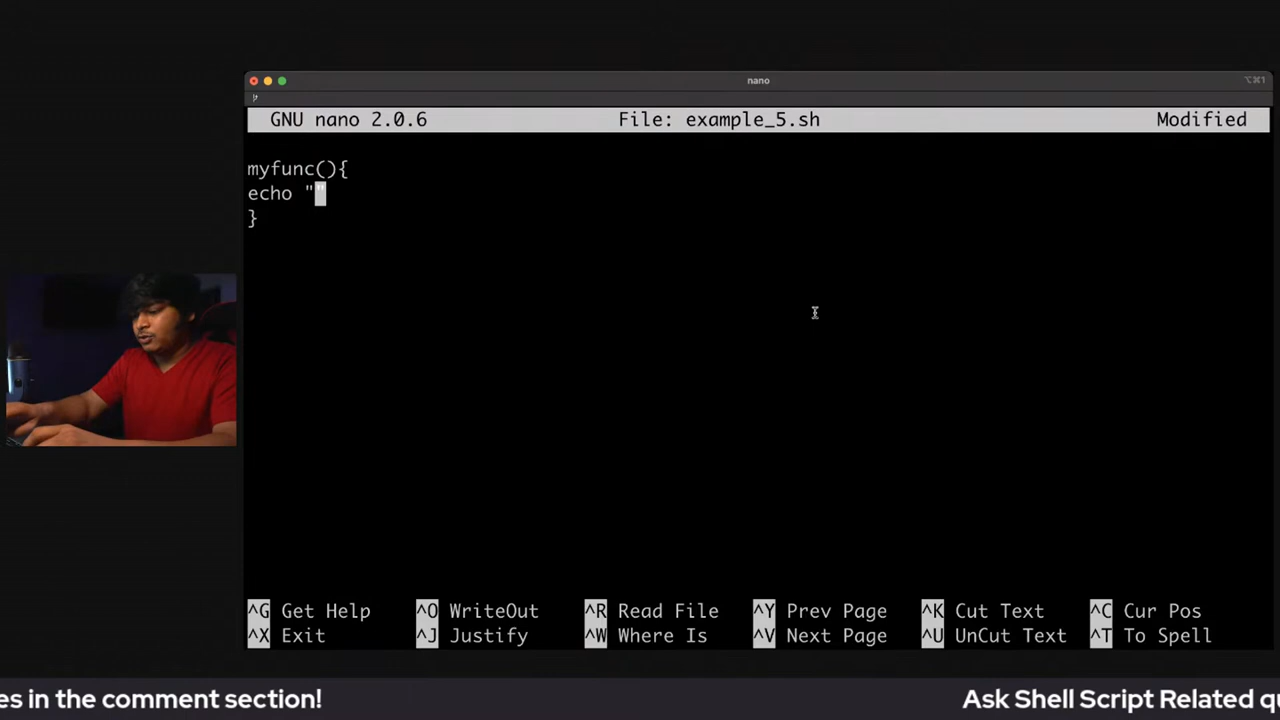 nano
⌥⌘1
GNU nano 2.0.6 File: example_5.sh Modified
myfunc(){
echo ""
}
^G Get Help ^O WriteOut ^R Read File ^Y Prev Page ^K Cut Text ^C Cur Pos
^X Exit ^J Justify ^W Where Is ^V Next Page ^U UnCut Text ^T To Spell
es in the comment section! Ask Shell Script Related qu